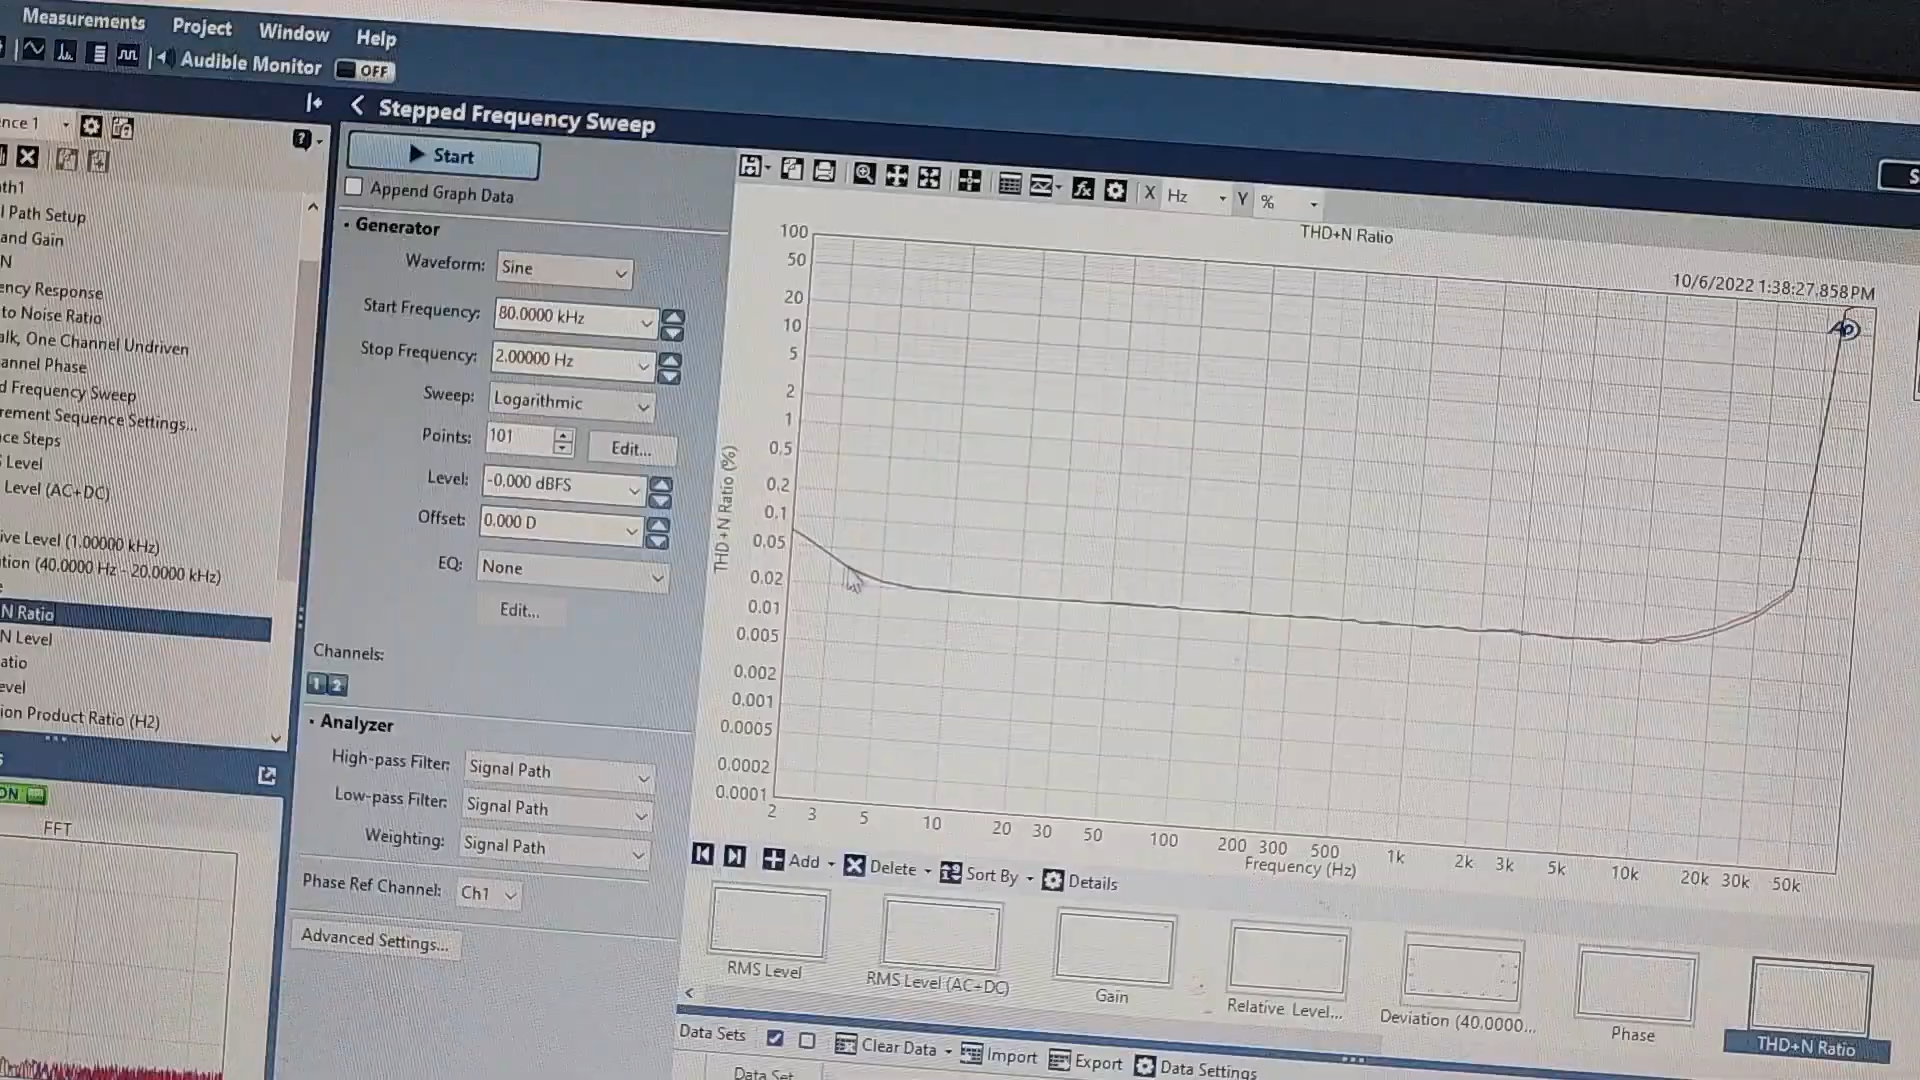 Measurements Project Window Help
Audible Monitor OFF
Stepped Frequency Sweep
nce 1
Start
Append Graph Data
Generator
Waveform: Sine
Start Frequency: 80.0000 kHz
Stop Frequency: 2.00000 Hz
Sweep: Logarithmic
Points: 101 Edit...
Level: -0.000 dBFS
Offset: 0.000 D
EQ: None
Edit...
Channels:
1 2
Analyzer
High-pass Filter: Signal Path
Low-pass Filter: Signal Path
Weighting: Signal Path
Phase Ref Channel: Ch1
Advanced Settings...
ath1
l Path Setup
and Gain
N
ency Response
to Noise Ratio
alk, One Channel Undriven
annel Phase
d Frequency Sweep
rement Sequence Settings...
ce Steps
S Level
Level (AC+DC)
ive Level (1.00000 kHz)
tion (40.0000 Hz - 20.0000 kHz)
N Ratio
N Level
atio
evel
ion Product Ratio (H2)
ON
FFT
X Hz Y %
THD+N Ratio
10/6/2022 1:38:27.858 PM
THD+N Ratio (%)
100
50
20
10
5
2
1
0.5
0.2
0.1
0.05
0.02
0.01
0.005
0.002
0.001
0.0005
0.0002
0.0001
2 3 5 10 20 30 50 100 200 300 500 1k 2k 3k 5k 10k 20k 30k 50k
Frequency (Hz)
Add Delete Sort By Details
RMS Level
RMS Level (AC+DC)
Gain
Relative Level...
Deviation (40.0000...
Phase
THD+N Ratio
Data Sets Clear Data Import Export Data Settings
Data Set